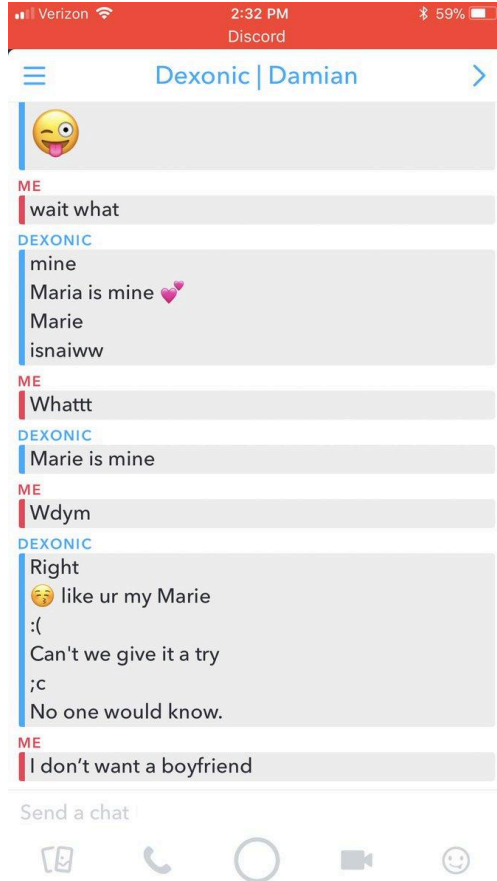 Verizon 2:32 PM 59%
Discord
Dexonic | Damian
😜
ME
wait what
DEXONIC
mine
Maria is mine 💕
Marie
isnaiww
ME
Whattt
DEXONIC
Marie is mine
ME
Wdym
DEXONIC
Right
😚 like ur my Marie
:(
Can't we give it a try
;c
No one would know.
ME
I don’t want a boyfriend
Send a chat